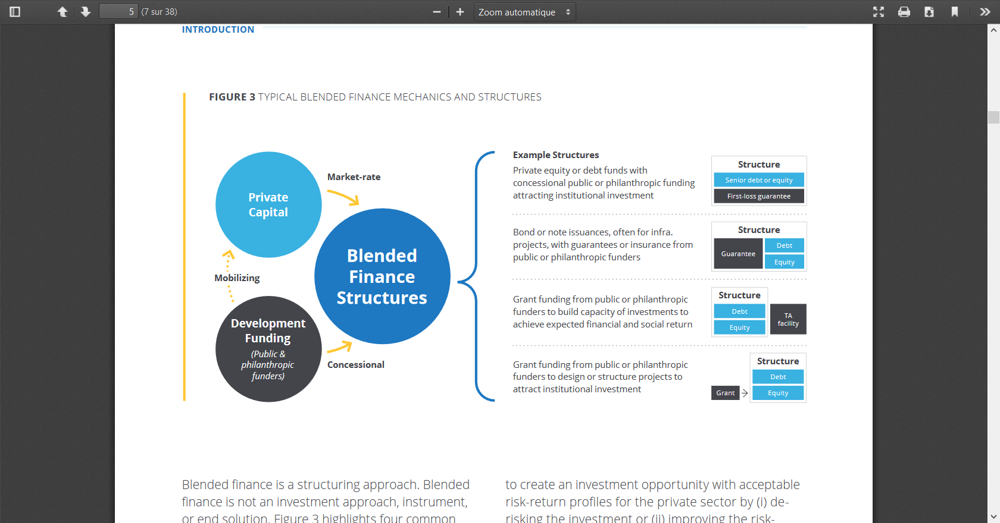 5 (7 sur 38) Zoom automatique
INTRODUCTION
FIGURE 3 TYPICAL BLENDED FINANCE MECHANICS AND STRUCTURES
Private
Capital
Market-rate
Mobilizing
Blended
Finance
Structures
Development
Funding
(Public &
philanthropic
funders)
Concessional
Example Structures
Private equity or debt funds with
concessional public or philanthropic funding
attracting institutional investment
Structure
Senior debt or equity
First-loss guarantee
Bond or note issuances, often for infra.
projects, with guarantees or insurance from
public or philanthropic funders
Structure
Guarantee
Debt
Equity
Grant funding from public or philanthropic
funders to build capacity of investments to
achieve expected financial and social return
Structure
Debt
Equity
TA
facility
Grant funding from public or philanthropic
funders to design or structure projects to
attract institutional investment
Structure
Debt
Equity
Grant
Blended finance is a structuring approach. Blended
finance is not an investment approach, instrument,
or end solution. Figure 3 highlights four common
to create an investment opportunity with acceptable
risk-return profiles for the private sector by (i) de-
risking the investment or (ii) improving the risk-